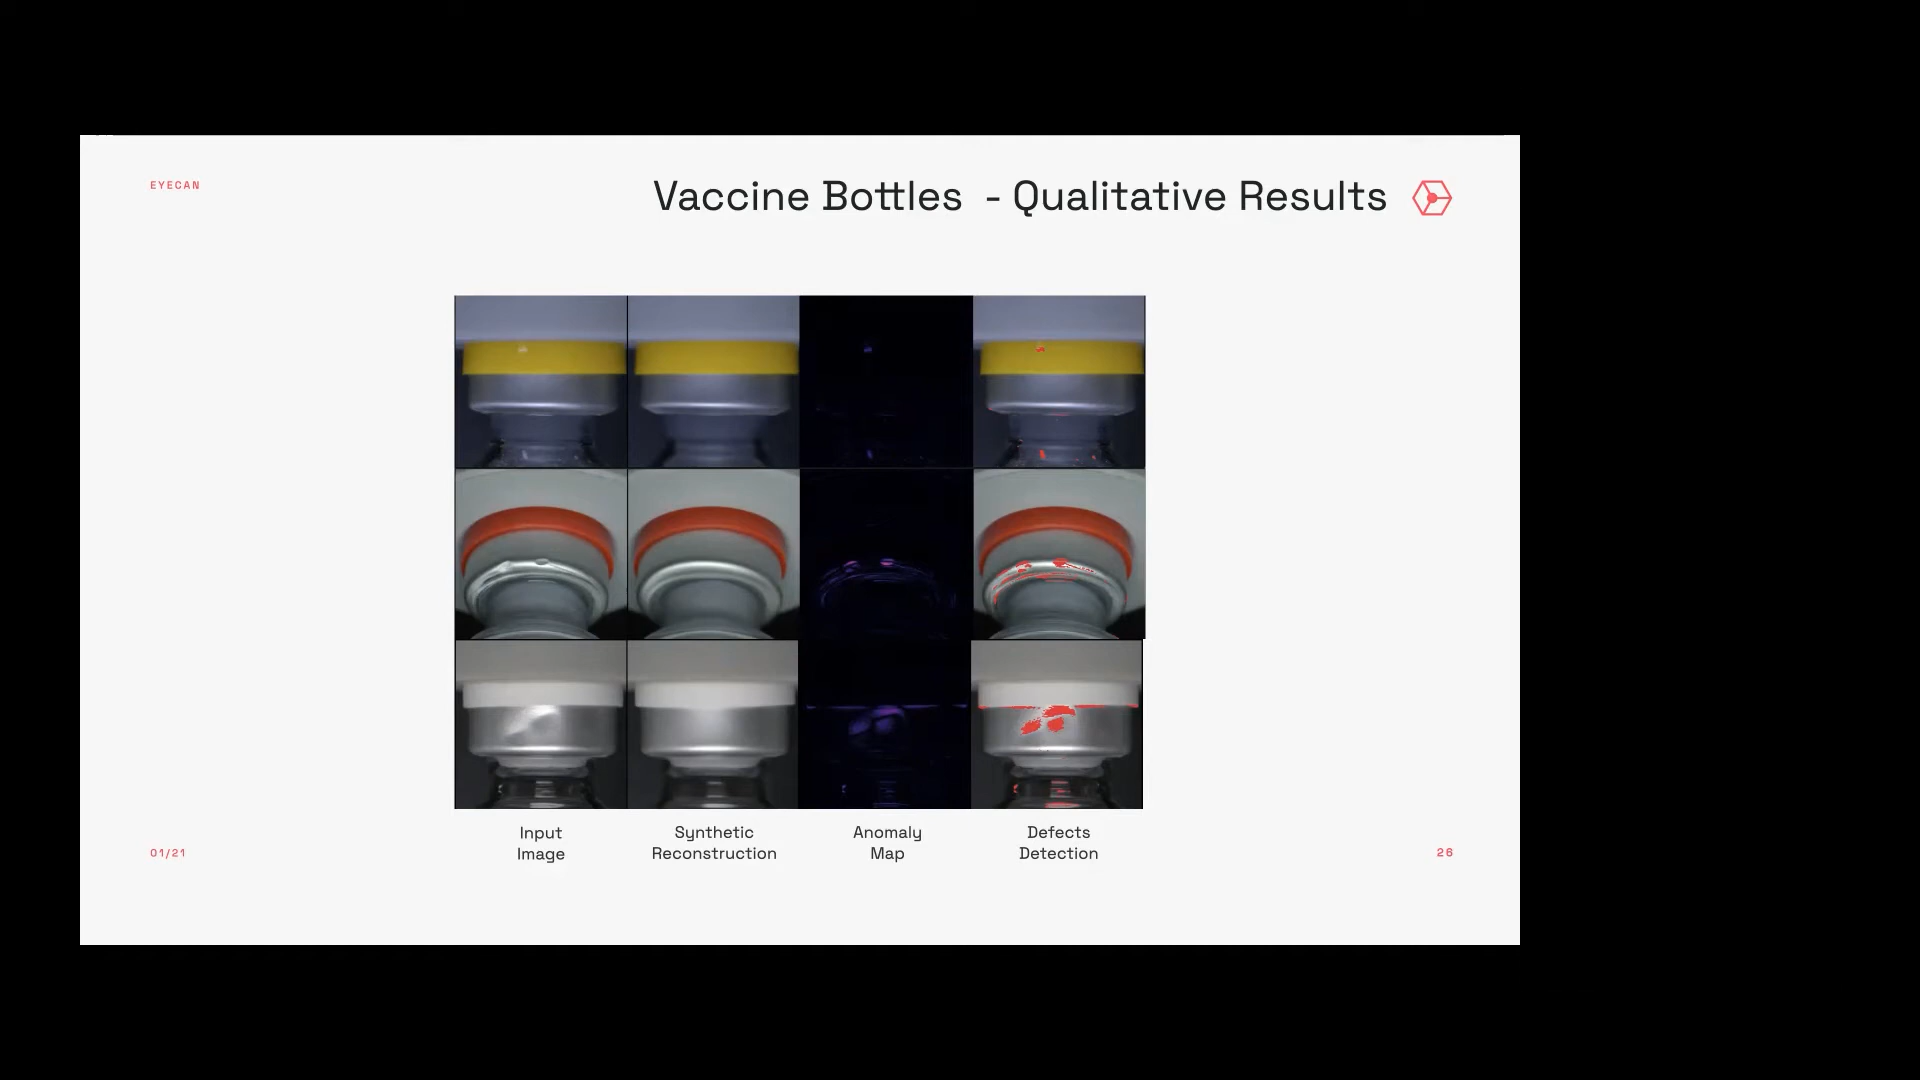 EYECAN
Vaccine Bottles - Qualitative Results
Input
Image
Synthetic
Reconstruction
Anomaly
Map
Defects
Detection
01/21
26